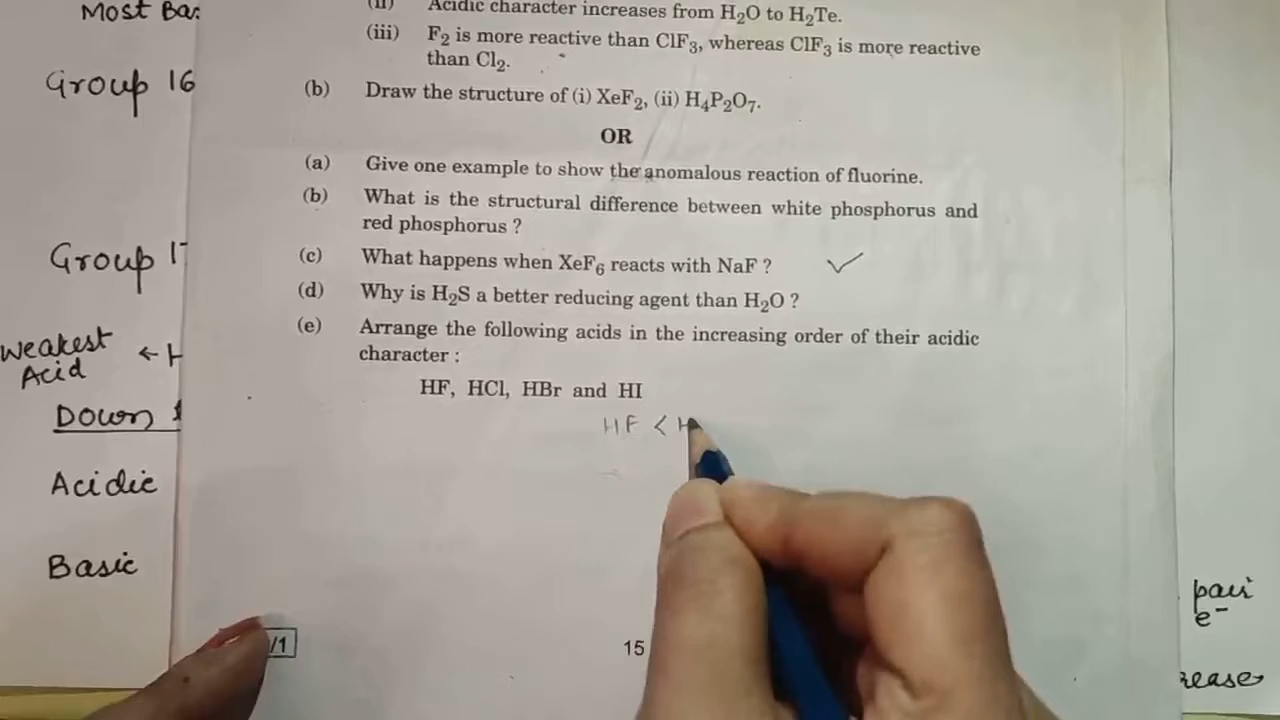 Most Bas
(ii) Acidic character increases from H₂O to H₂Te.
(iii) F₂ is more reactive than ClF₃, whereas ClF₃ is more reactive
than Cl₂.
Group 16
(b) Draw the structure of (i) XeF₂, (ii) H₄P₂O₇.
OR
(a) Give one example to show the anomalous reaction of fluorine.
(b) What is the structural difference between white phosphorus and
red phosphorus ?
Group 17
(c) What happens when XeF₆ reacts with NaF ?
(d) Why is H₂S a better reducing agent than H₂O ?
(e) Arrange the following acids in the increasing order of their acidic
character :
Weakest ← H
Acid
HF, HCl, HBr and HI
Down
HF < H
Acidic
Basic
pair
e⁻
/1
15
rease